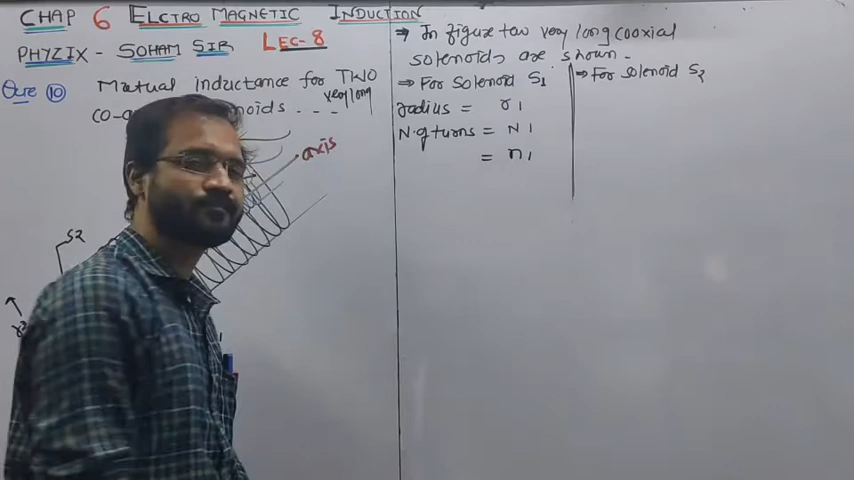 CHAP 6 ELCTRO MAGNETIC INDUCTION
PHYZIX - SOHAM SIR LEC-8
Que 10 Mutual inductance for TWO
very long
co- noids - - -
axis
S2
⇒ In figure two very long coaxial
solenoids are shown -
⇒ For Solenoid S1
radius = r1
N.of turns = N1
= n1
⇒ For solenoid S2